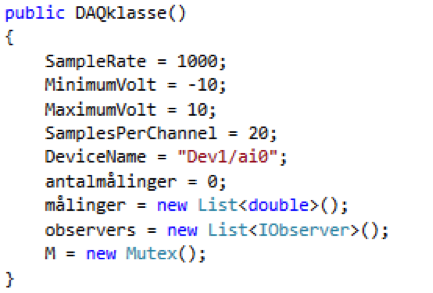 public DAQklasse()
{
SampleRate = 1000;
MinimumVolt = -10;
MaximumVolt = 10;
SamplesPerChannel = 20;
DeviceName = "Dev1/ai0";
antalmålinger = 0;
målinger = new List<double>();
observers = new List<IObserver>();
M = new Mutex();
}